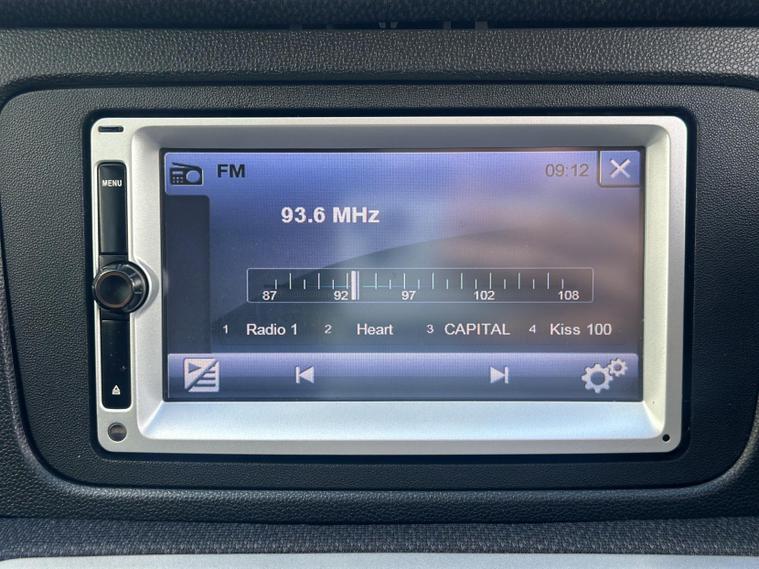 MENU
FM
09:12
93.6 MHz
87 92 97 102 108
1 Radio 1 2 Heart 3 CAPITAL 4 Kiss 100